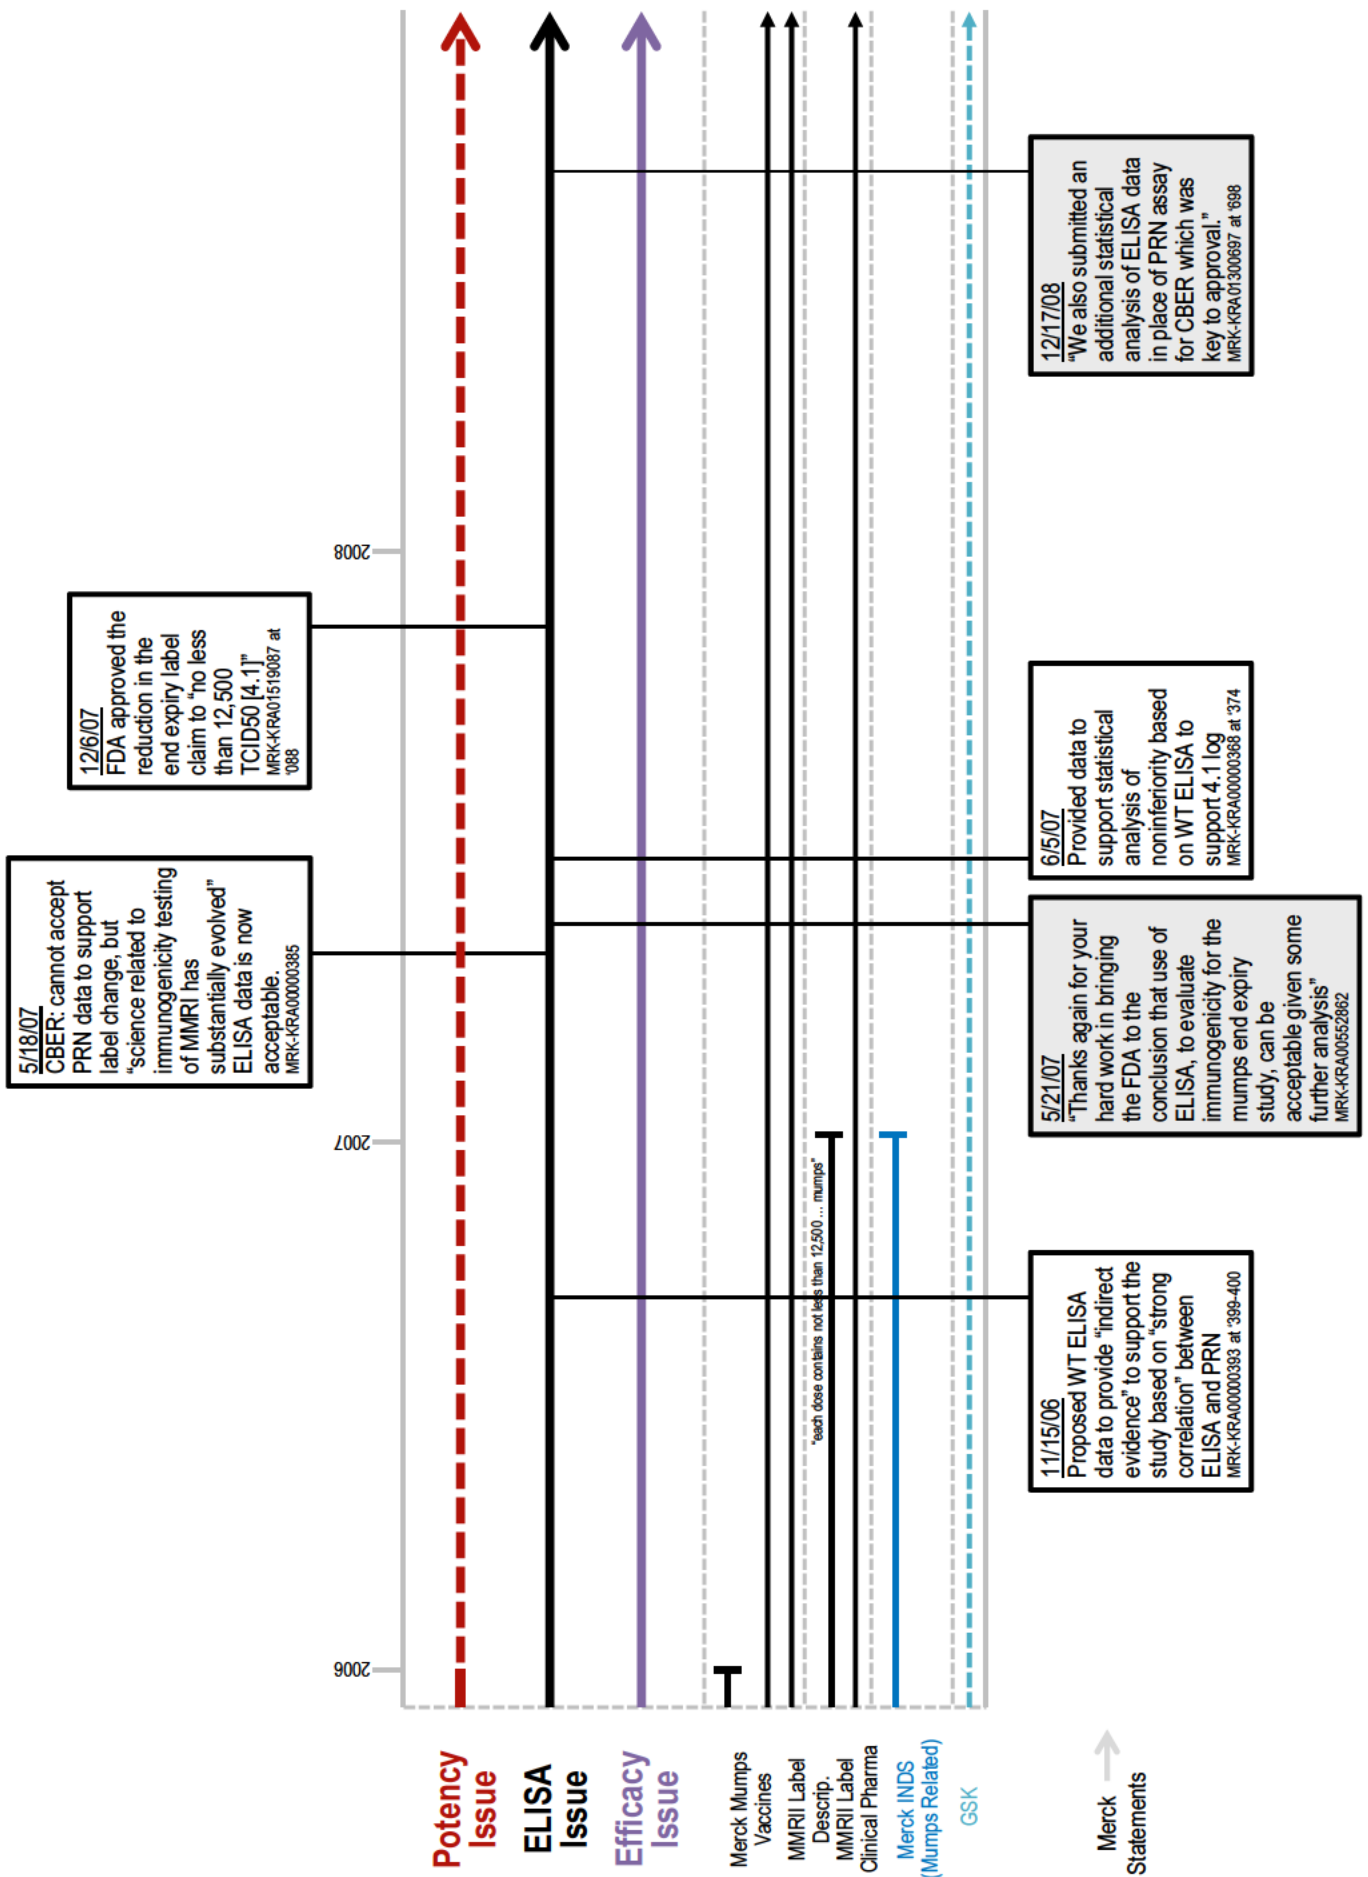 5/18/07
CBER: cannot accept
PRN data to support
label change, but
“science related to
immunogenicity testing
of MMRI has
substantially evolved”
ELISA data is now
acceptable.
MRK-KRA00000385
12/6/07
FDA approved the
reduction in the
end expiry label
claim to “no less
than 12,500
TCID50 [4.1]”
MRK-KRA01519087 at
‘088
2006
2007
2008
Potency
Issue
ELISA
Issue
Efficacy
Issue
Merck Mumps
Vaccines
MMRII Label
Descrip.
MMRII Label
Clinical Pharma
Merck INDS
(Mumps Related)
GSK
“each dose contains not less than 12,500 … mumps”
Merck
Statements
11/15/06
Proposed WT ELISA
data to provide “indirect
evidence” to support the
study based on “strong
correlation” between
ELISA and PRN
MRK-KRA00000393 at ‘399-400
5/21/07
“Thanks again for your
hard work in bringing
the FDA to the
conclusion that use of
ELISA, to evaluate
immunogenicity for the
mumps end expiry
study, can be
acceptable given some
further analysis”
MRK-KRA00552862
6/5/07
Provided data to
support statistical
analysis of
noninferiority based
on WT ELISA to
support 4.1 log
MRK-KRA00000368 at ‘374
12/17/08
“We also submitted an
additional statistical
analysis of ELISA data
in place of PRN assay
for CBER which was
key to approval.”
MRK-KRA01300697 at ‘698